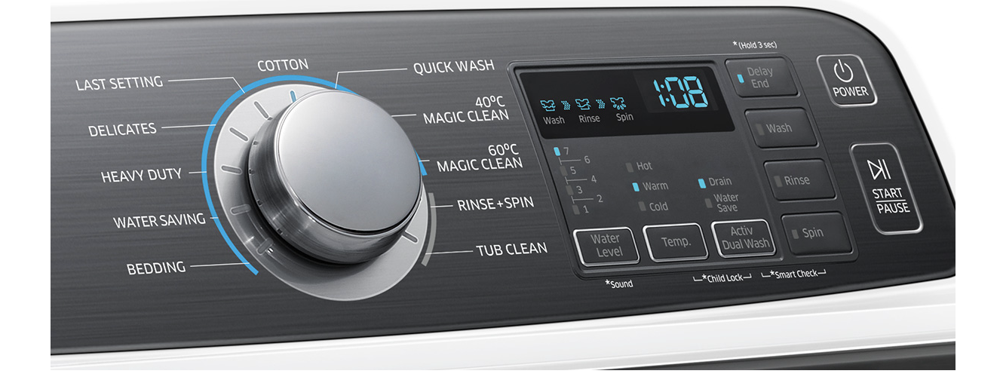 COTTON
LAST SETTING
DELICATES
HEAVY DUTY
WATER SAVING
BEDDING
QUICK WASH
40ºC
MAGIC CLEAN
60ºC
MAGIC CLEAN
RINSE+SPIN
TUB CLEAN
1:08
Wash Rinse Spin
7
6
5
4
3
2
1
Hot
Warm
Cold
Drain
Water
Save
Water
Level
Temp.
Activ
Dual Wash
*Sound
*Child Lock
*Smart Check
*(Hold 3 sec)
Delay
End
Wash
Rinse
Spin
POWER
START
PAUSE